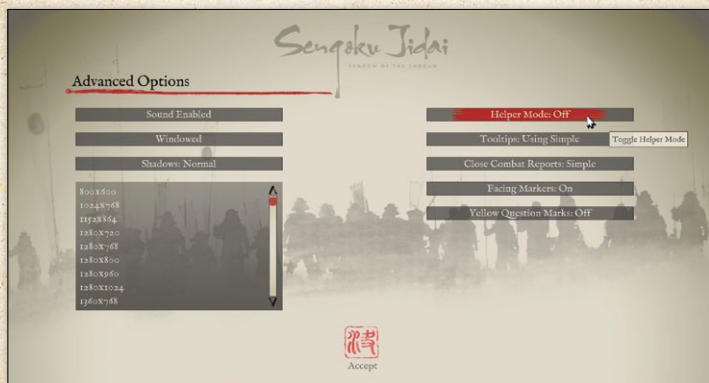 Sengoku Jidai
SHADOW OF THE SHOGUN
Advanced Options
Sound Enabled
Windowed
Shadows: Normal
800x600
1024x768
1152x864
1280x720
1280x768
1280x800
1280x960
1280x1024
1360x768
Helper Mode: Off
Tooltips: Using Simple
Toggle Helper Mode
Close Combat Reports: Simple
Facing Markers: On
Yellow Question Marks: Off
Accept